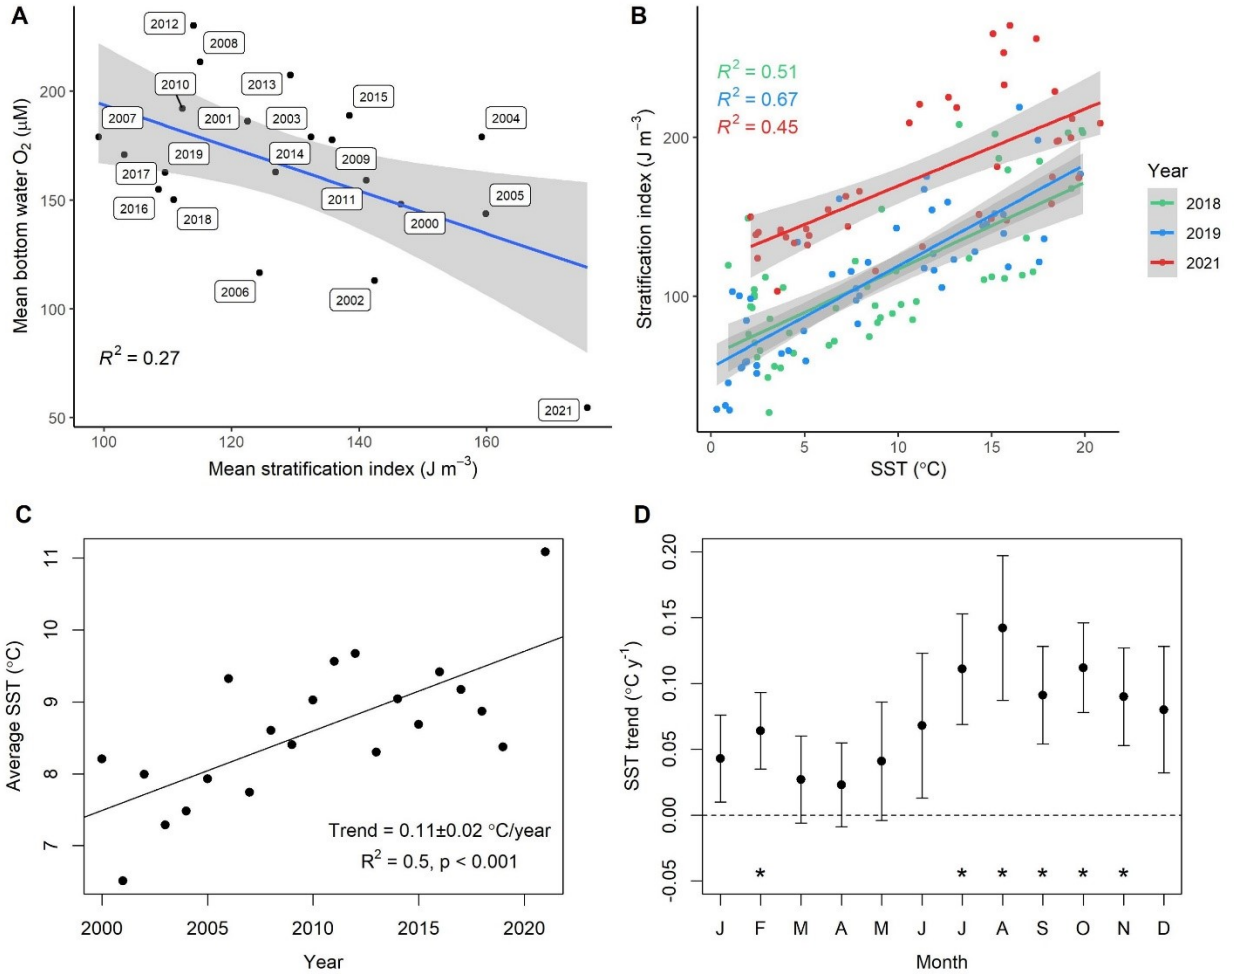 A
Mean bottom water O2 (μM)
200
150
100
50
2012
2008
2010
2013
2015
2007
2001
2003
2004
2019
2014
2009
2017
2005
2016
2018
2011
2000
2006
2002
2021
R2 = 0.27
100 120 140 160
Mean stratification index (J m−3)
B
Stratification index (J m−3)
200
100
R2 = 0.51
R2 = 0.67
R2 = 0.45
0 5 10 15 20
SST (°C)
Year
2018
2019
2021
C
Average SST (°C)
11
10
9
8
7
Trend = 0.11±0.02 °C/year
R2 = 0.5, p < 0.001
2000 2005 2010 2015 2020
Year
D
SST trend (°C y-1)
0.20
0.15
0.10
0.05
0.00
-0.05
* * * * * *
J F M A M J J A S O N D
Month